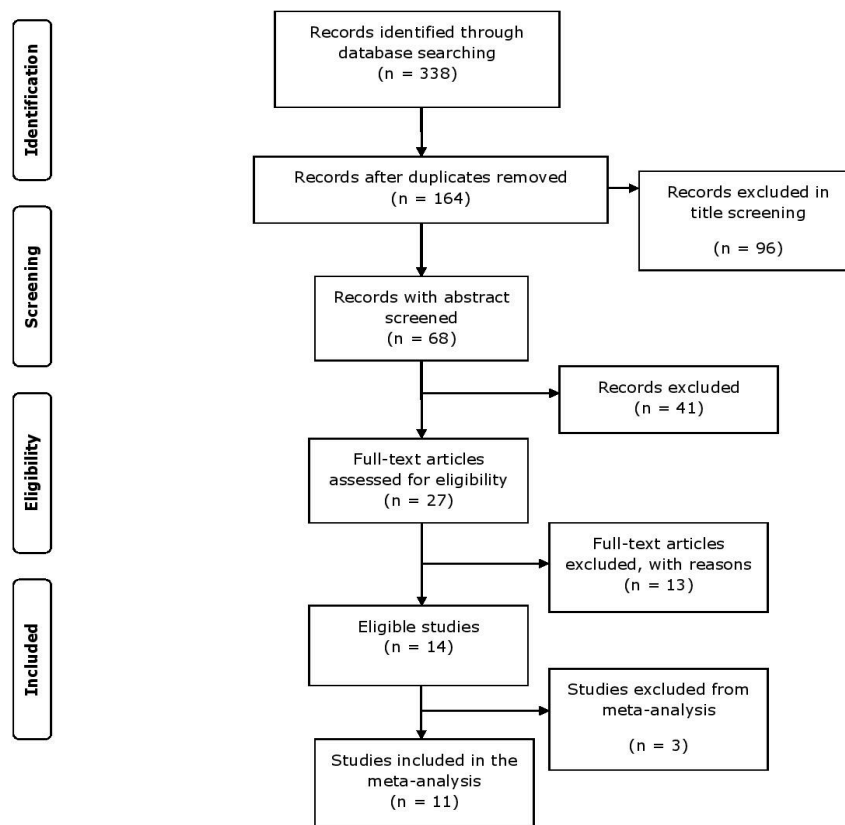 Identification
Records identified through
database searching
(n = 338)
Records after duplicates removed
(n = 164)
Records excluded in
title screening
(n = 96)
Screening
Records with abstract
screened
(n = 68)
Records excluded
(n = 41)
Eligibility
Full-text articles
assessed for eligibility
(n = 27)
Full-text articles
excluded, with reasons
(n = 13)
Included
Eligible studies
(n = 14)
Studies excluded from
meta-analysis
(n = 3)
Studies included in the
meta-analysis
(n = 11)